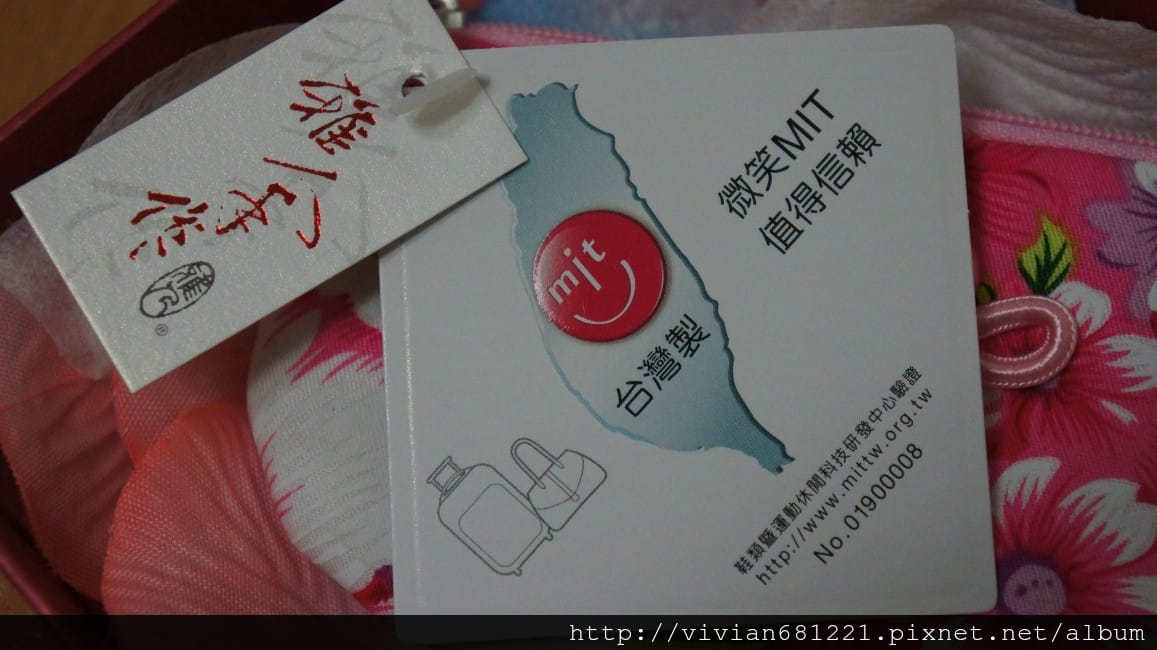 微笑MIT
值得信賴
mit
台灣製
鞋類暨運動休閒科技研發中心驗證
http://www.mittw.org.tw
No.01900008
®
http://vivian681221.pixnet.net/album